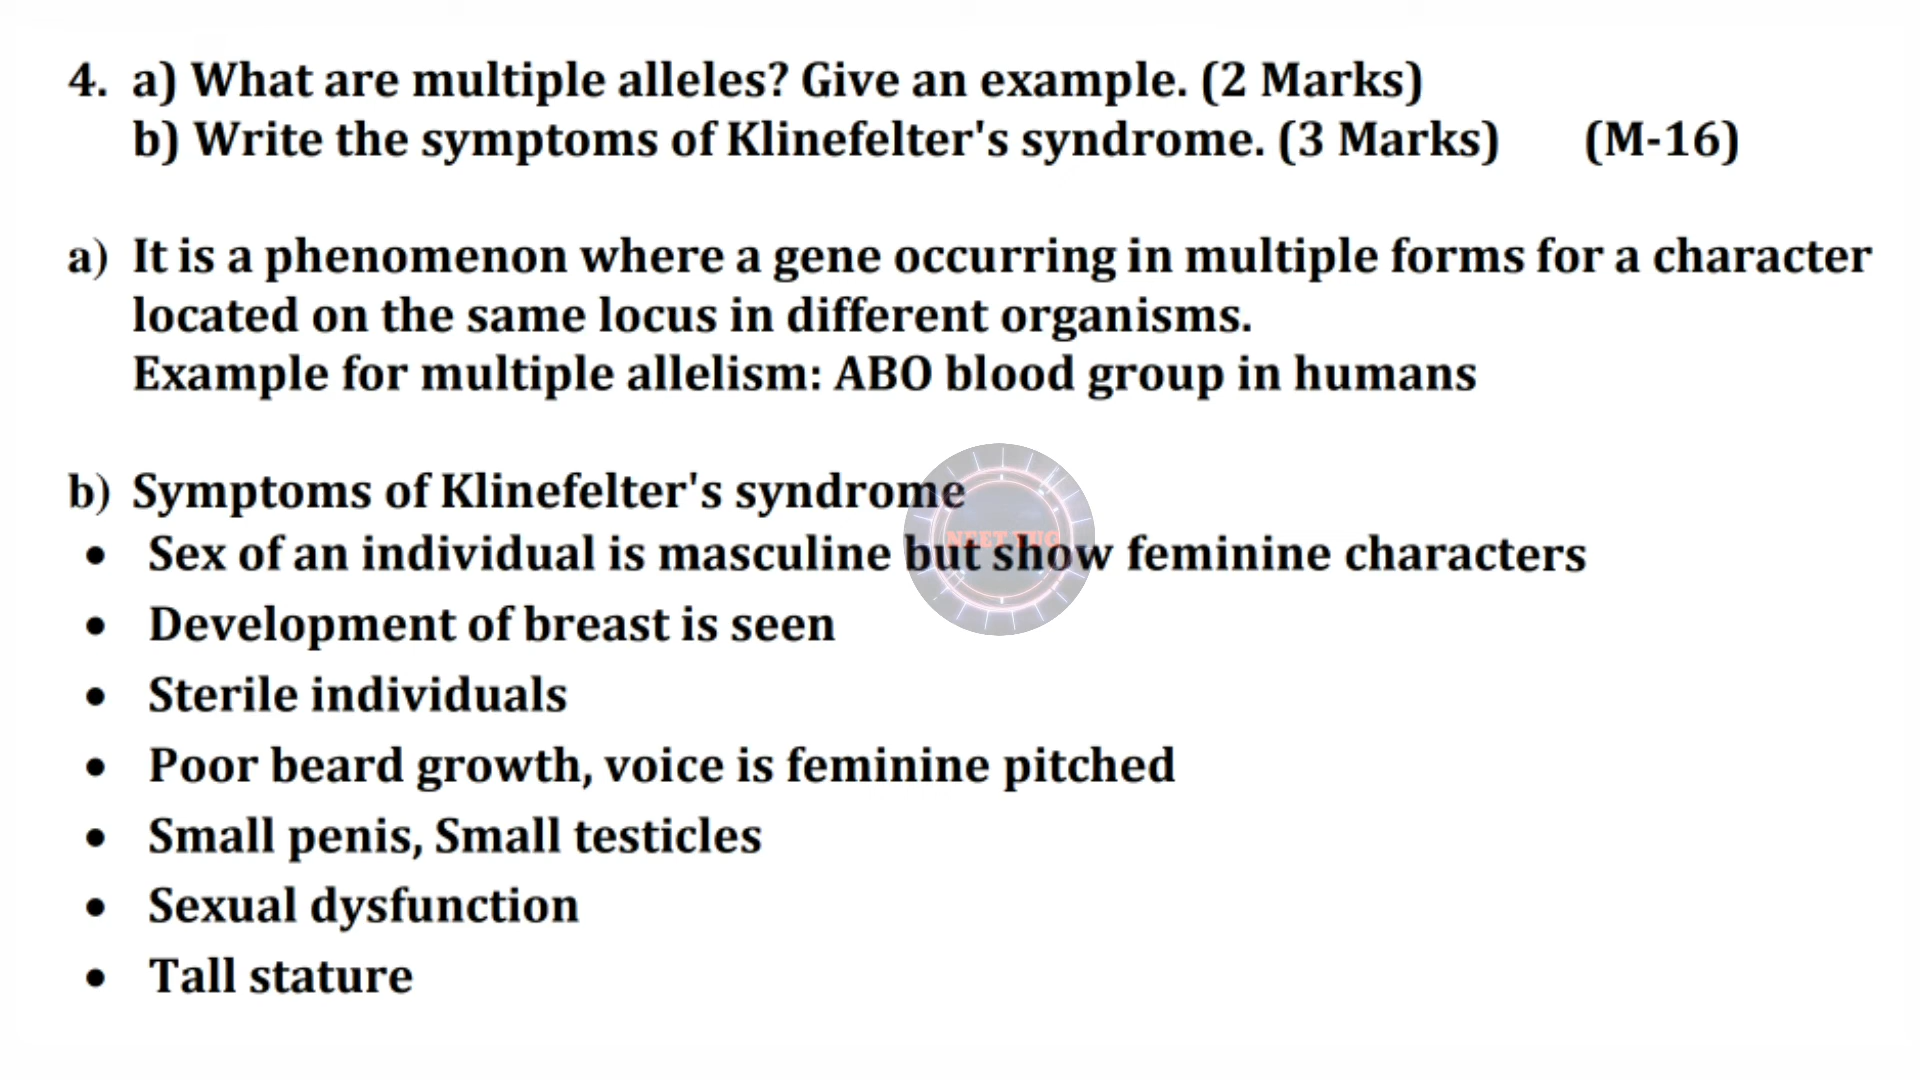 4. a) What are multiple alleles? Give an example. (2 Marks)
b) Write the symptoms of Klinefelter's syndrome. (3 Marks) (M-16)
a) It is a phenomenon where a gene occurring in multiple forms for a character
located on the same locus in different organisms.
Example for multiple allelism: ABO blood group in humans
b) Symptoms of Klinefelter's syndrome
NEET YUG
• Sex of an individual is masculine but show feminine characters
• Development of breast is seen
• Sterile individuals
• Poor beard growth, voice is feminine pitched
• Small penis, Small testicles
• Sexual dysfunction
• Tall stature